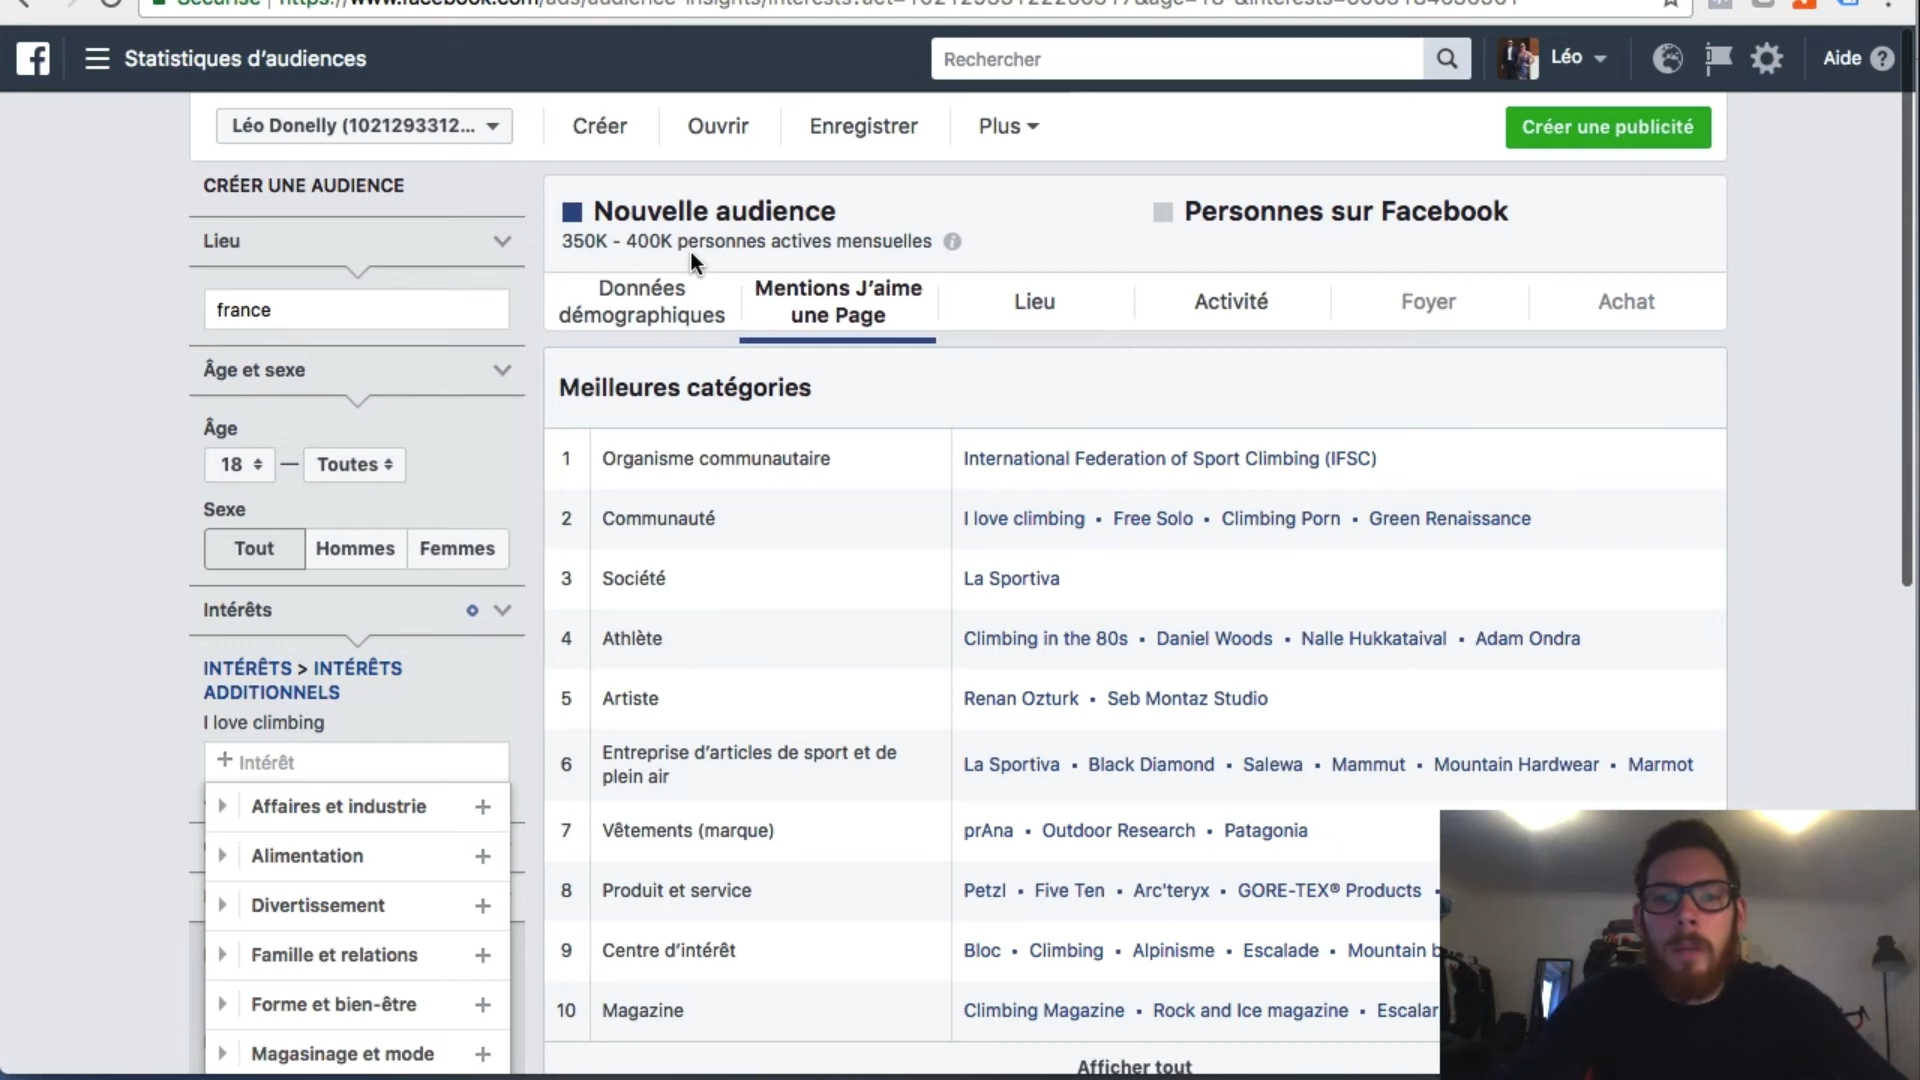 Statistiques d'audiences
Rechercher
Léo
Aide ?
Léo Donelly (1021293312...
Créer
Ouvrir
Enregistrer
Plus
Créer une publicité
CRÉER UNE AUDIENCE
Lieu
france
Âge et sexe
Âge
18 — Toutes
Sexe
Tout Hommes Femmes
Intérêts
INTÉRÊTS > INTÉRÊTS
ADDITIONNELS
I love climbing
+ Intérêt
Affaires et industrie +
Alimentation +
Divertissement +
Famille et relations +
Forme et bien-être +
Magasinage et mode +
Nouvelle audience
350K - 400K personnes actives mensuelles
Personnes sur Facebook
Données
démographiques
Mentions J'aime
une Page
Lieu
Activité
Foyer
Achat
Meilleures catégories
1 Organisme communautaire International Federation of Sport Climbing (IFSC)
2 Communauté I love climbing • Free Solo • Climbing Porn • Green Renaissance
3 Société La Sportiva
4 Athlète Climbing in the 80s • Daniel Woods • Nalle Hukkataival • Adam Ondra
5 Artiste Renan Ozturk • Seb Montaz Studio
6 Entreprise d'articles de sport et de
plein air La Sportiva • Black Diamond • Salewa • Mammut • Mountain Hardwear • Marmot
7 Vêtements (marque) prAna • Outdoor Research • Patagonia
8 Produit et service Petzl • Five Ten • Arc'teryx • GORE-TEX® Products •
9 Centre d'intérêt Bloc • Climbing • Alpinisme • Escalade • Mountain b
10 Magazine Climbing Magazine • Rock and Ice magazine • Escalar
Afficher tout